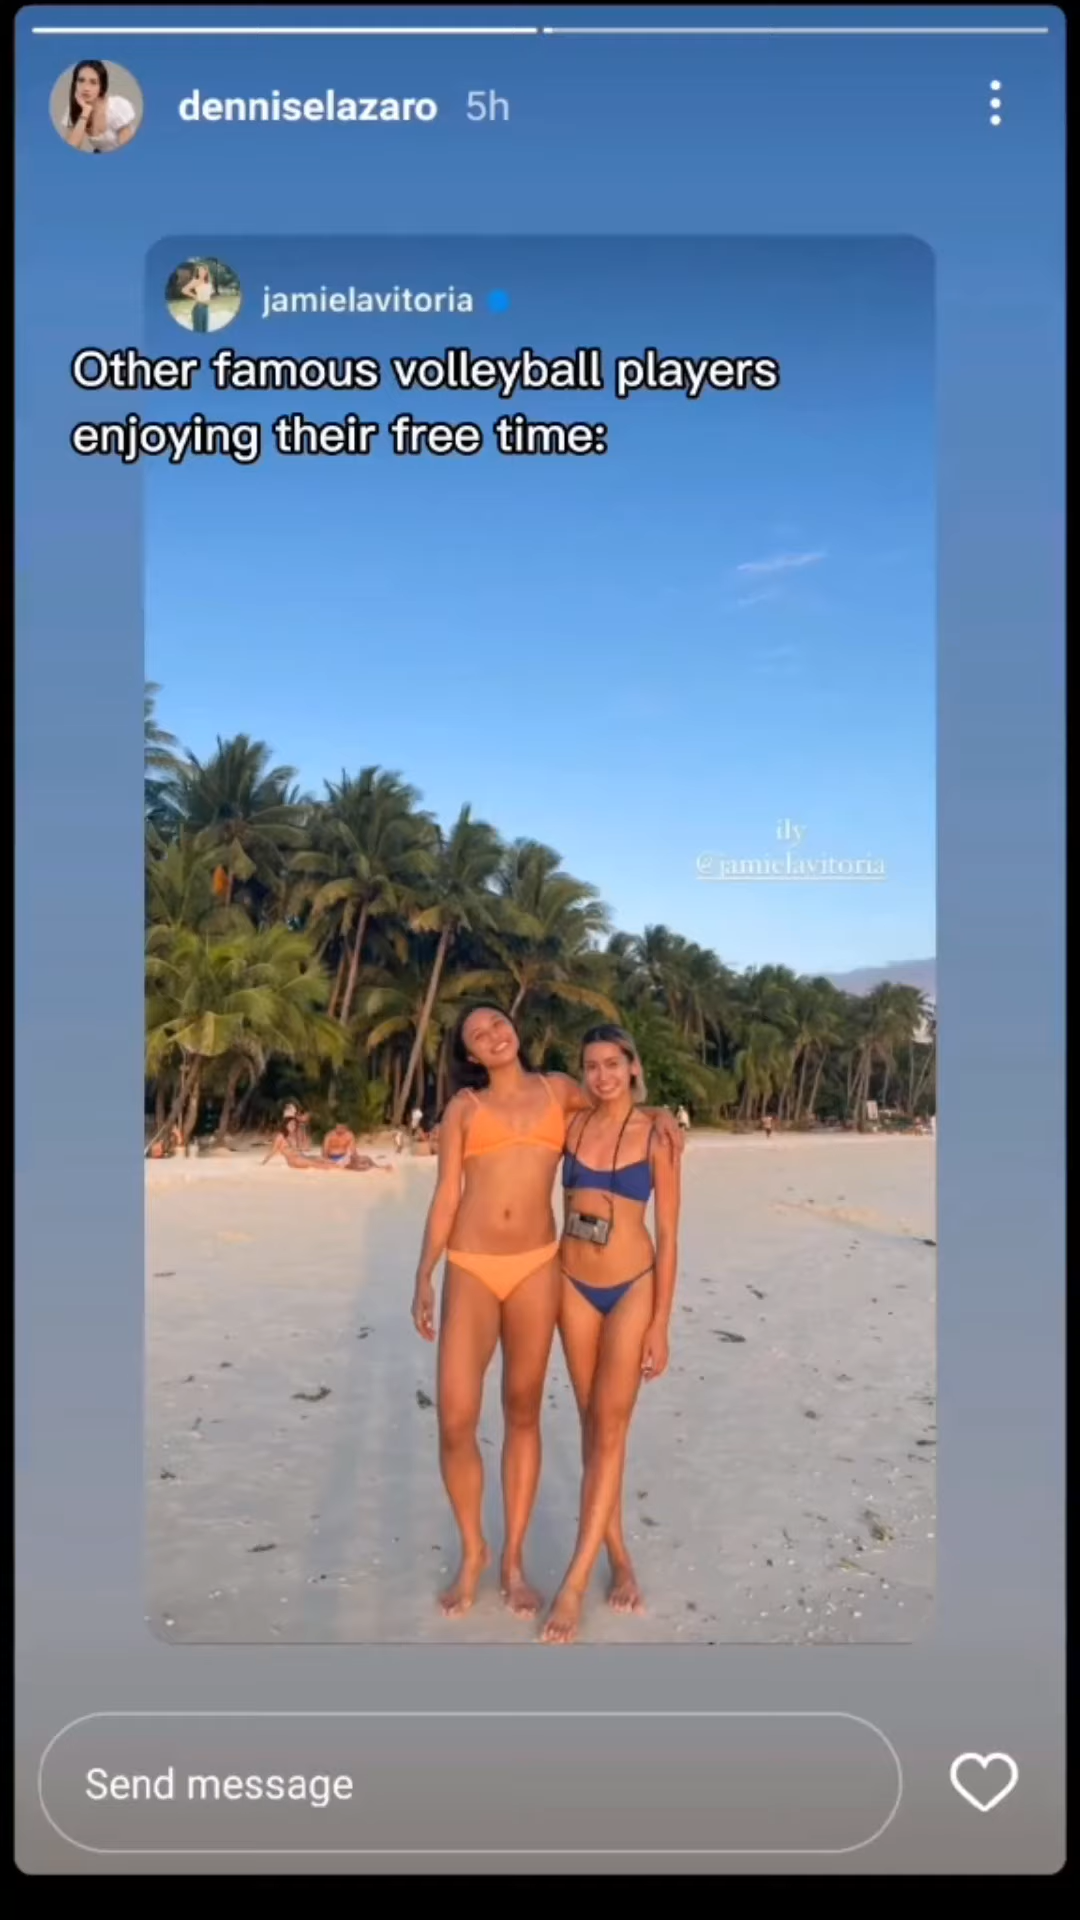 denniselazaro 5h
jamielavitoria
Other famous volleyball players
enjoying their free time:
ily
@jamielavitoria
Send message